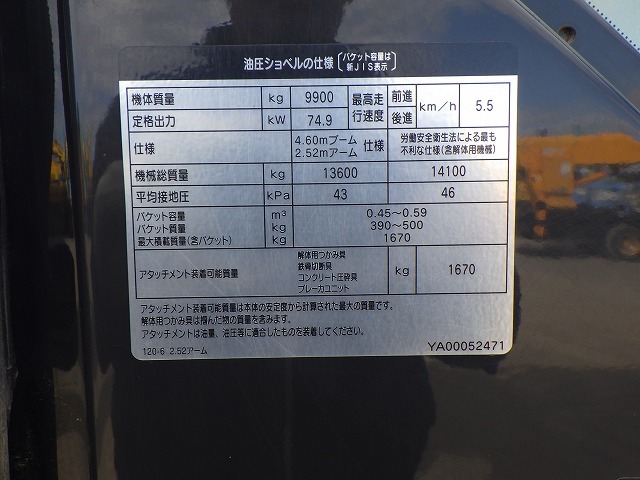 油圧ショベルの仕様 (バケット容量は新JIS表示)
機体質量 kg 9900 最高走行速度 前進 後進 km/h 5.5
定格出力 kW 74.9
仕様 4.60mブーム 2.52mアーム 仕様 労働安全衛生法による最も不利な仕様(含解体用機械)
機械総質量 kg 13600 14100
平均接地圧 kPa 43 46
バケット容量 m³ 0.45〜0.59
バケット質量 kg 390〜500
最大積載質量(含バケット) kg 1670
アタッチメント装着可能質量 解体用つかみ具 鉄骨切断具 コンクリート圧砕具 ブレーカユニット kg 1670
アタッチメント装着可能質量は本体の安定度から計算された最大の質量です。
解体用つかみ具は掴んだ物の質量を含みます。
アタッチメントは油量、油圧等に適合したものを装着してください。
120-6 2.52アーム YA00052471